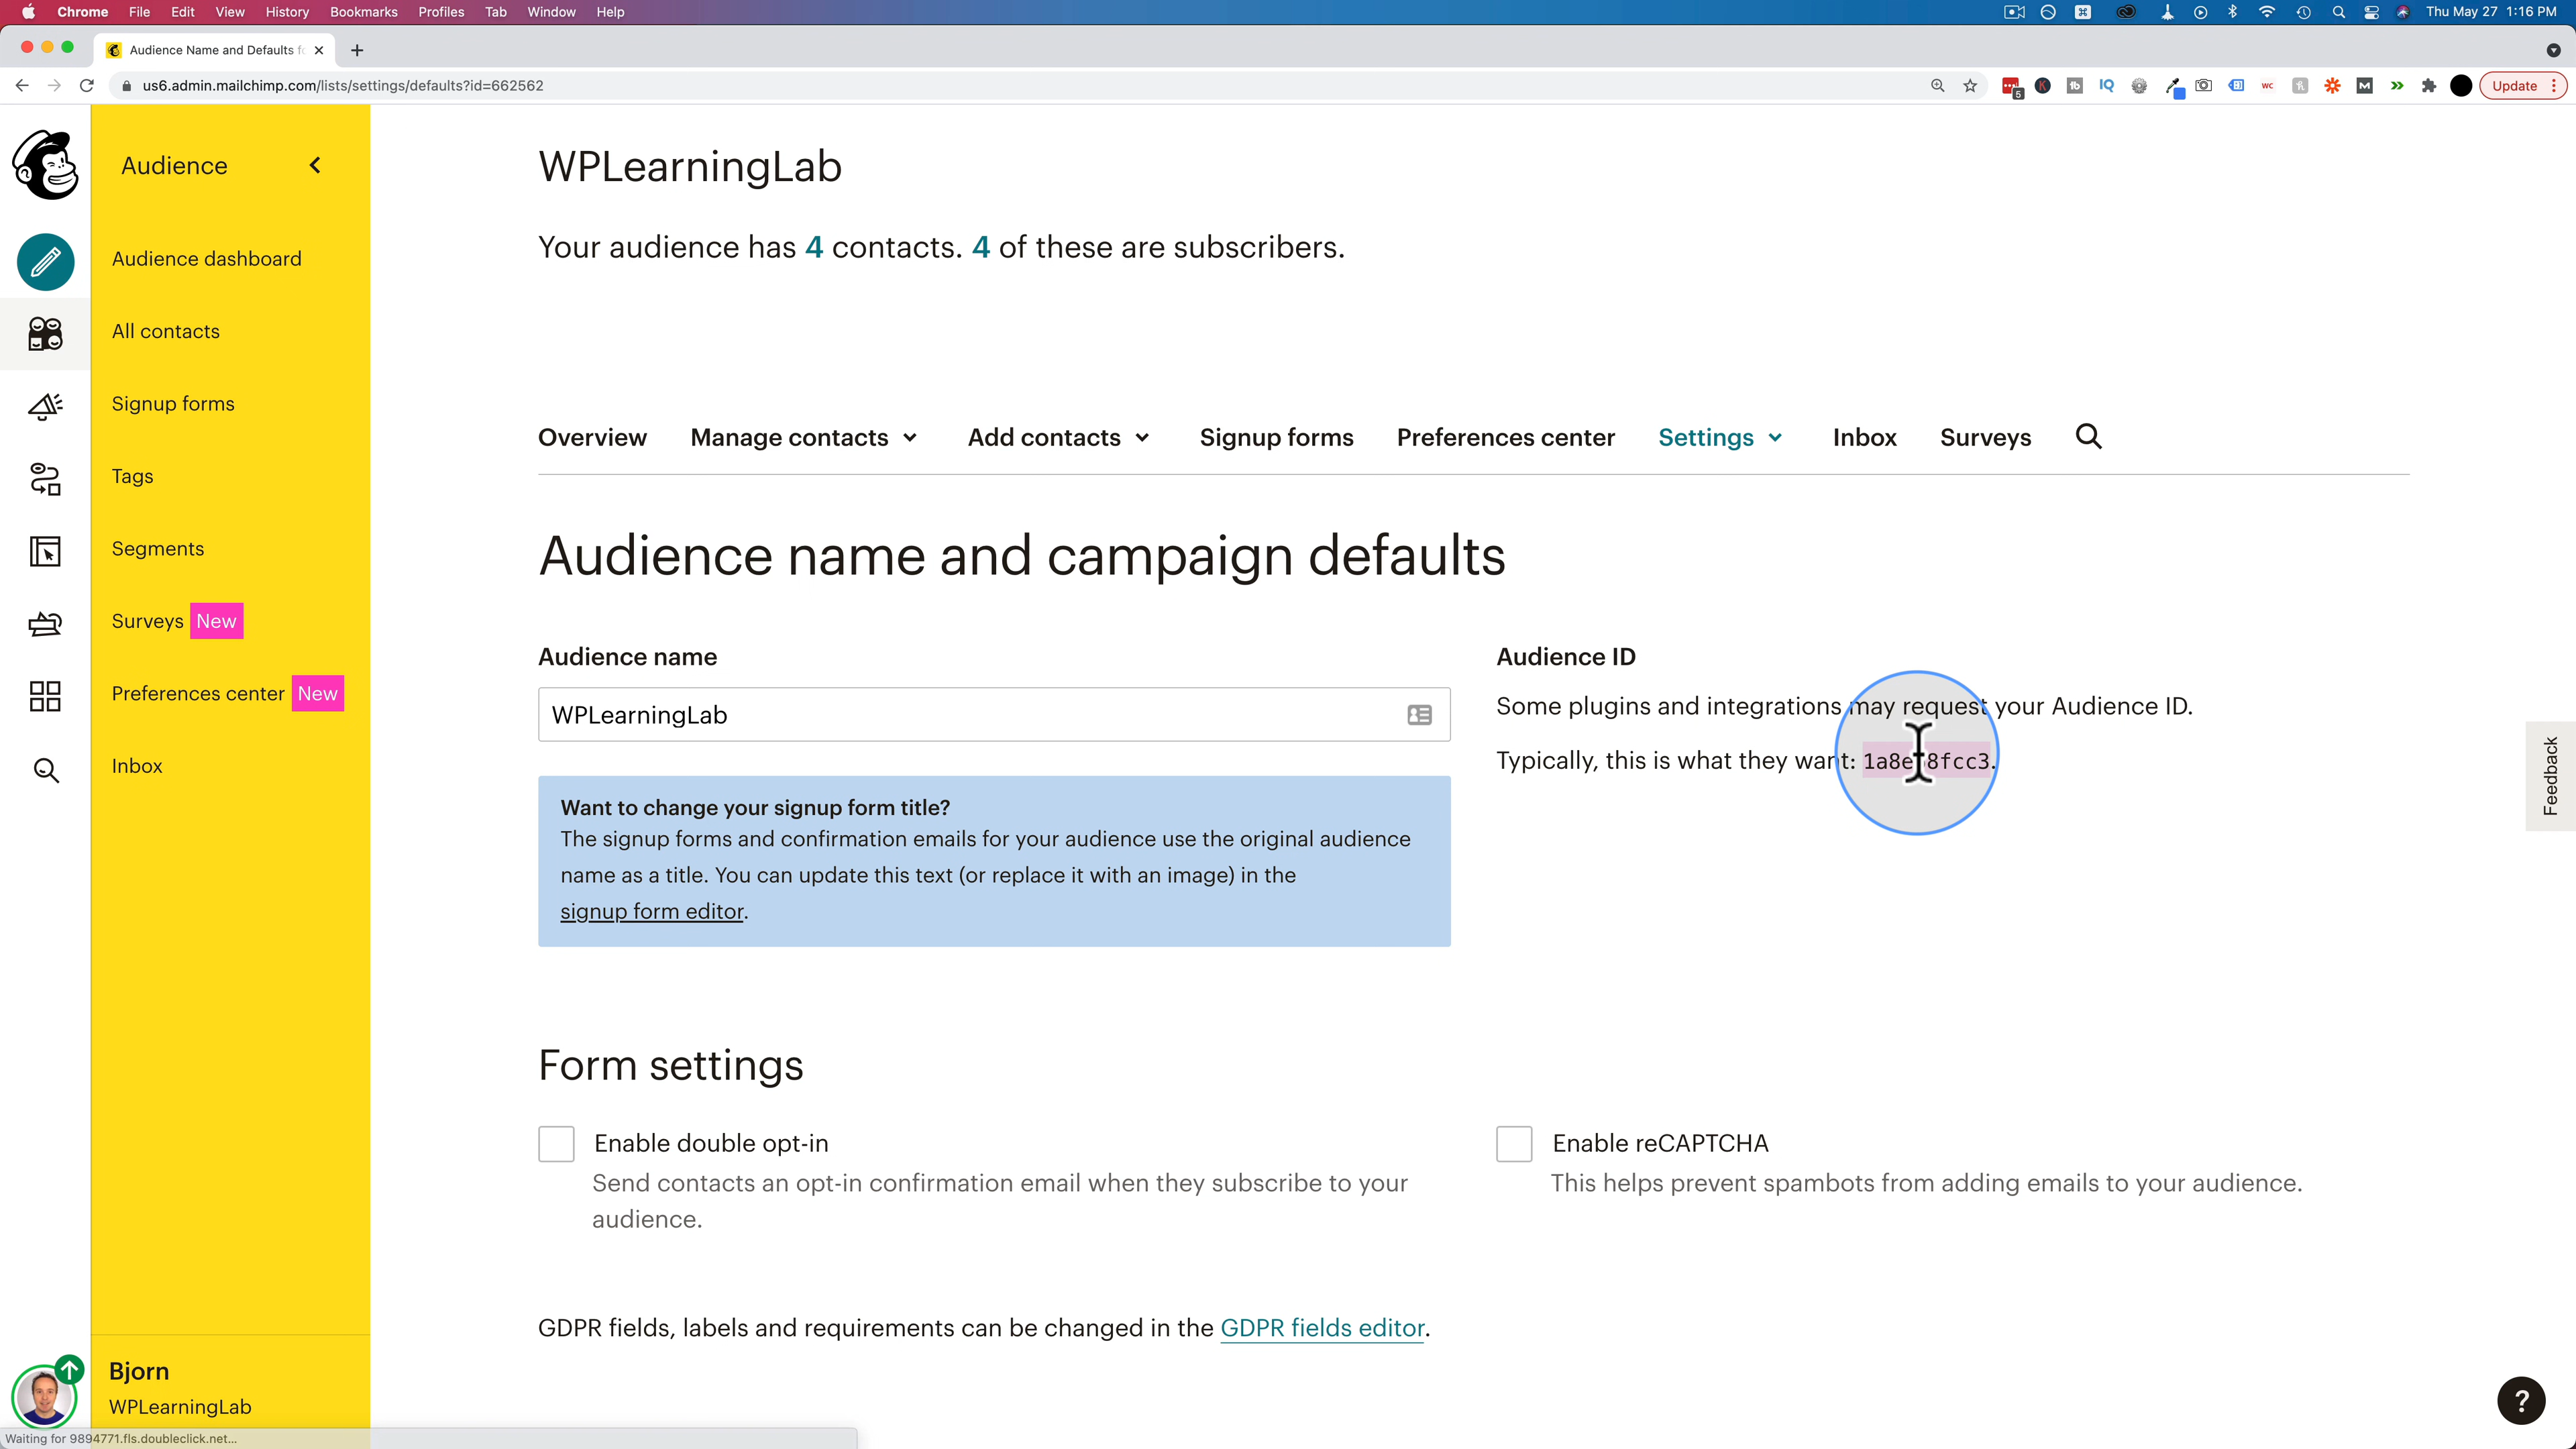 Chrome File Edit View History Bookmarks Profiles Tab Window Help Thu May 27 1:16 PM
Audience Name and Defaults fo
us6.admin.mailchimp.com/lists/settings/defaults?id=662562
5 IQ WC M Update
Audience
Audience dashboard
All contacts
Signup forms
Tags
Segments
Surveys New
Preferences center New
Inbox
Bjorn
WPLearningLab
Waiting for 9894771.fls.doubleclick.net...
WPLearningLab
Your audience has 4 contacts. 4 of these are subscribers.
Overview Manage contacts Add contacts Signup forms Preferences center Settings Inbox Surveys
Audience name and campaign defaults
Audience name
WPLearningLab
Want to change your signup form title?
The signup forms and confirmation emails for your audience use the original audience
name as a title. You can update this text (or replace it with an image) in the
signup form editor.
Audience ID
Some plugins and integrations may request your Audience ID.
Typically, this is what they want:
Feedback
Form settings
Enable double opt-in
Send contacts an opt-in confirmation email when they subscribe to your
audience.
Enable reCAPTCHA
This helps prevent spambots from adding emails to your audience.
GDPR fields, labels and requirements can be changed in the GDPR fields editor.
?